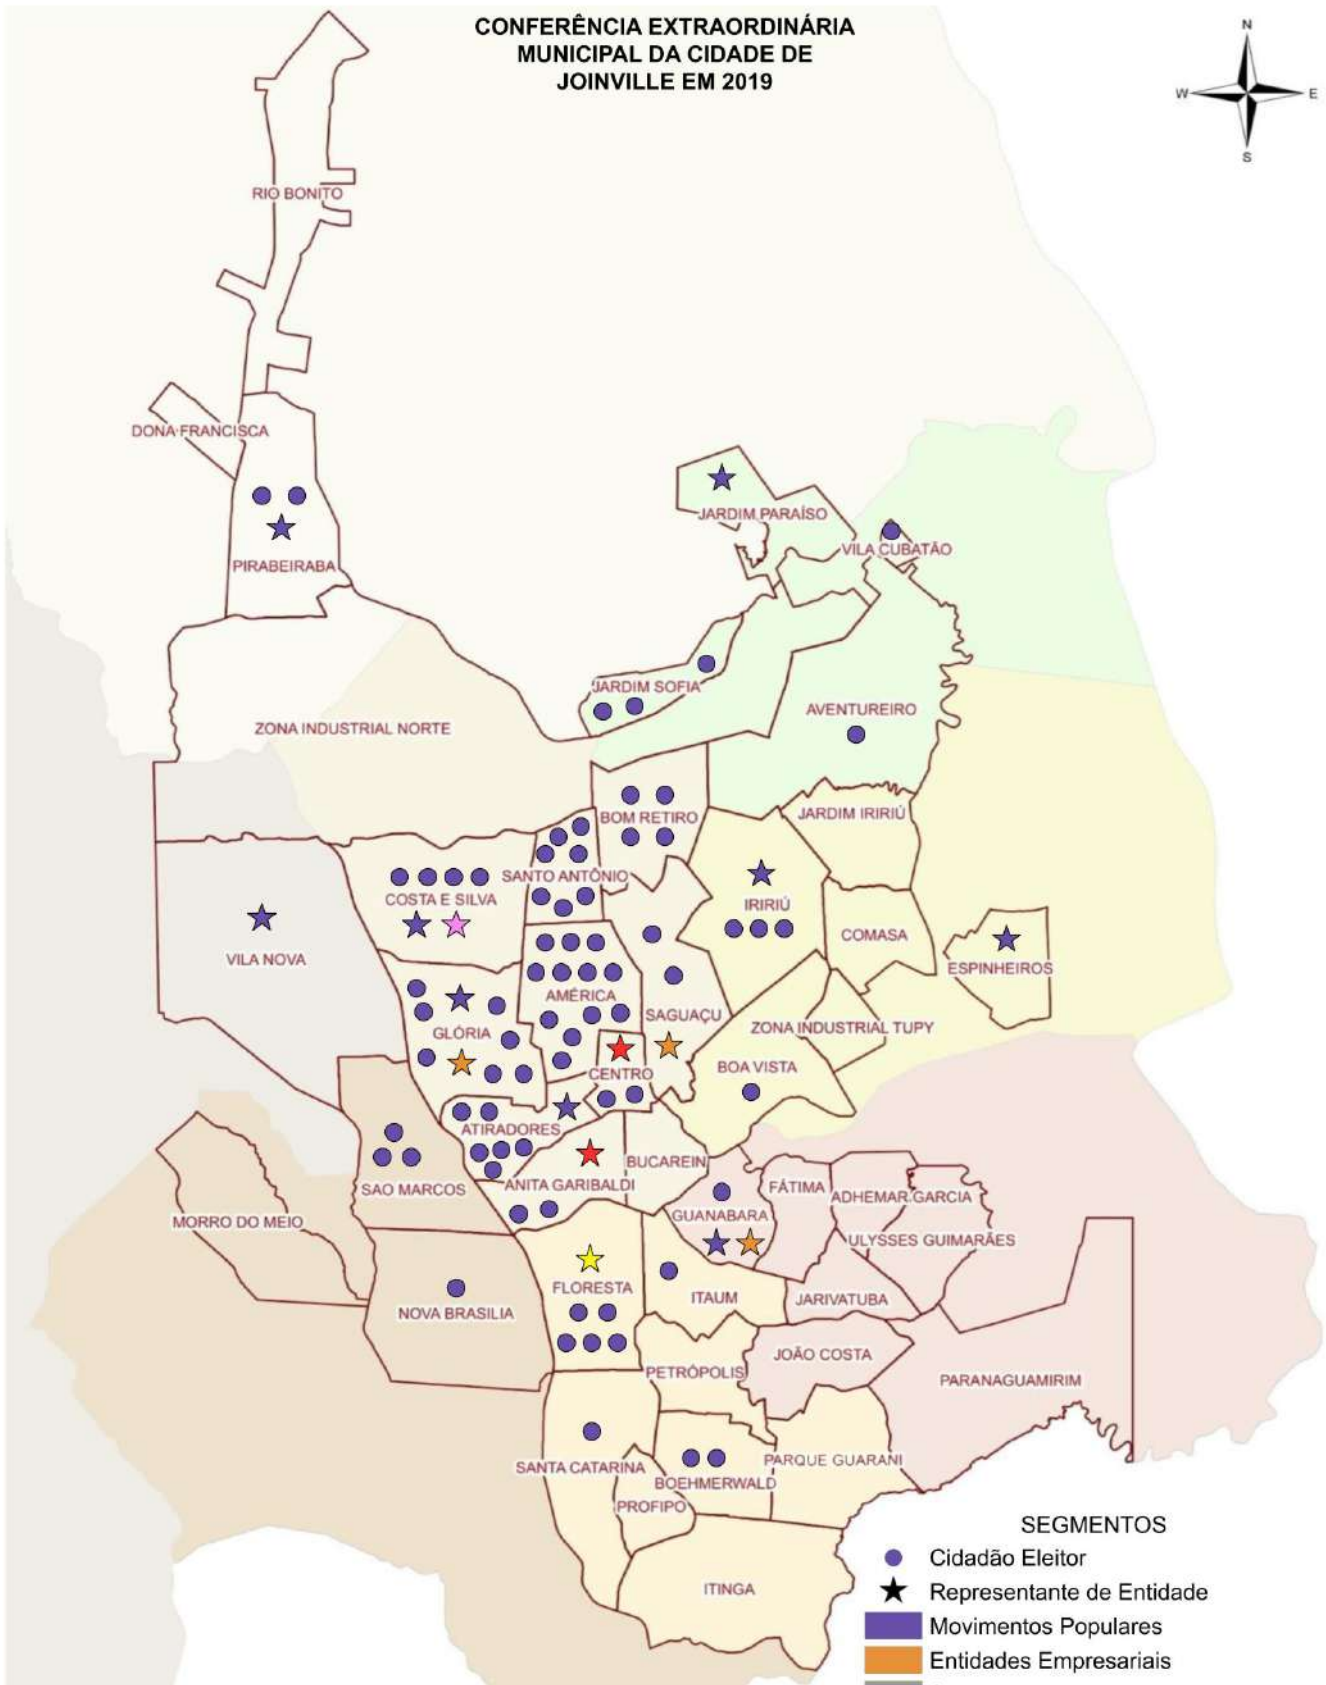 CONFERÊNCIA EXTRAORDINÁRIA
MUNICIPAL DA CIDADE DE
JOINVILLE EM 2019
N
W
E
S
RIO BONITO
DONA FRANCISCA
PIRABEIRABA
JARDIM PARAÍSO
VILA CUBATÃO
JARDIM SOFIA
AVENTUREIRO
ZONA INDUSTRIAL NORTE
BOM RETIRO
JARDIM IRIRIÚ
SANTO ANTÔNIO
COSTA E SILVA
IRIRIÚ
COMASA
VILA NOVA
ESPINHEIROS
AMÉRICA
SAGUAÇU
GLÓRIA
ZONA INDUSTRIAL TUPY
CENTRO
BOA VISTA
ATIRADORES
BUCAREIN
ANITA GARIBALDI
SAO MARCOS
FÁTIMA
ADHEMAR GARCIA
MORRO DO MEIO
GUANABARA
ULYSSES GUIMARÃES
FLORESTA
ITAUM
JARIVATUBA
NOVA BRASILIA
JOÃO COSTA
PETRÓPOLIS
PARANAGUAMIRIM
SANTA CATARINA
PARQUE GUARANI
BOEHMERWALD
PROFIPO
ITINGA
SEGMENTOS
Cidadão Eleitor
Representante de Entidade
Movimentos Populares
Entidades Empresariais